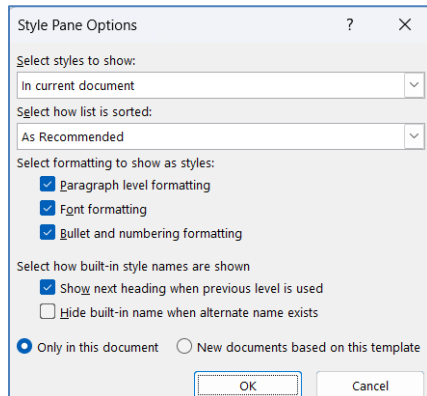 Style Pane Options ?
Select styles to show:
In current document
Select how list is sorted:
As Recommended
Select formatting to show as styles:
Paragraph level formatting
Font formatting
Bullet and numbering formatting
Select how built-in style names are shown
Show next heading when previous level is used
Hide built-in name when alternate name exists
Only in this document New documents based on this template
OK Cancel